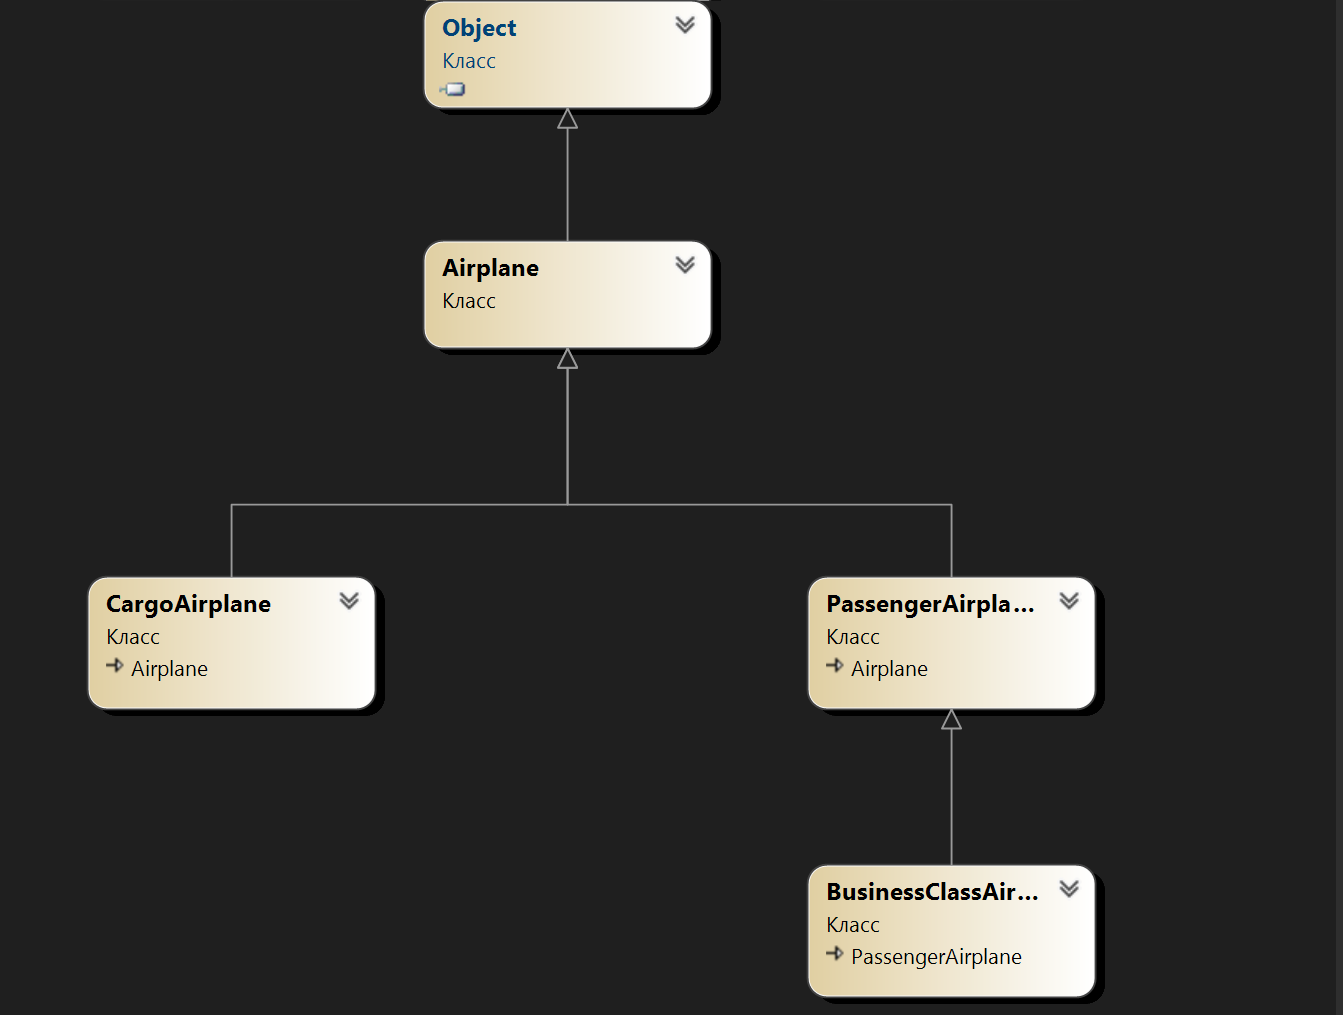 Object
Класс
Airplane
Класс
CargoAirplane
Класс
Airplane
PassengerAirpla...
Класс
Airplane
BusinessClassAir...
Класс
PassengerAirplane